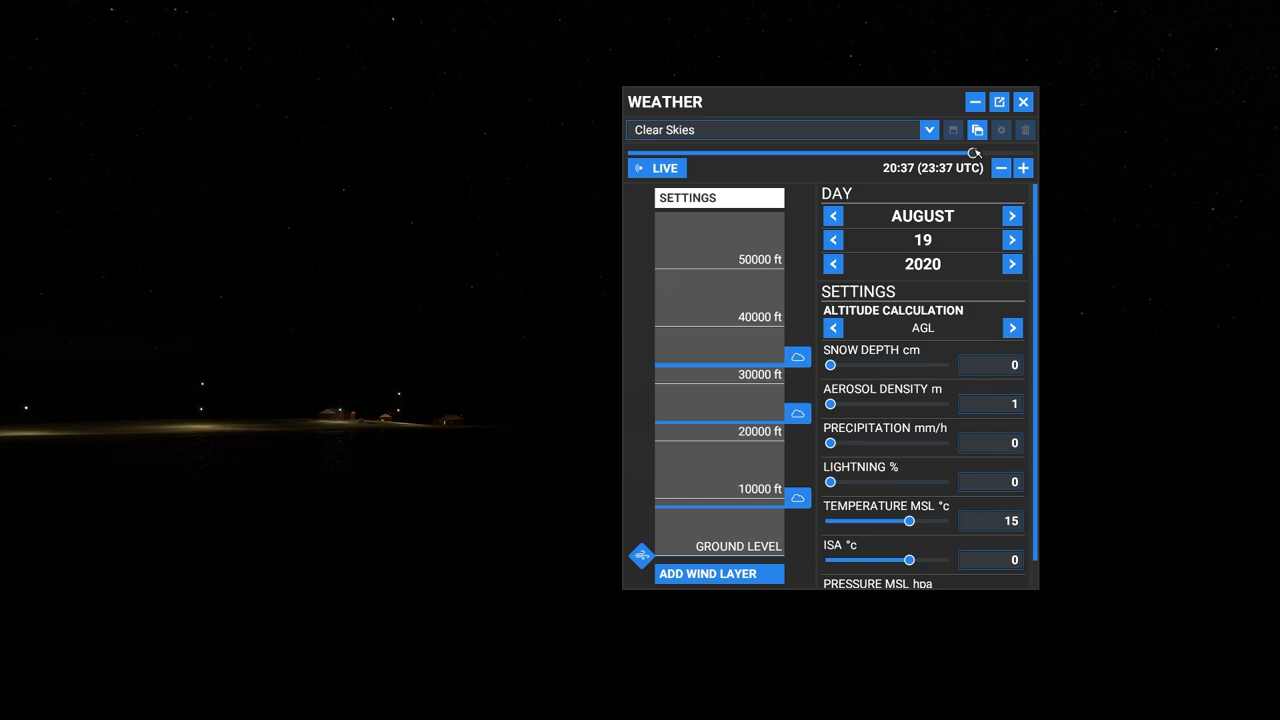 WEATHER
Clear Skies
LIVE
20:37 (23:37 UTC)
SETTINGS
50000 ft
40000 ft
30000 ft
20000 ft
10000 ft
GROUND LEVEL
ADD WIND LAYER
DAY
AUGUST
19
2020
SETTINGS
ALTITUDE CALCULATION
AGL
SNOW DEPTH cm
0
AEROSOL DENSITY m
1
PRECIPITATION mm/h
0
LIGHTNING %
0
TEMPERATURE MSL °c
15
ISA °c
0
PRESSURE MSL hpa